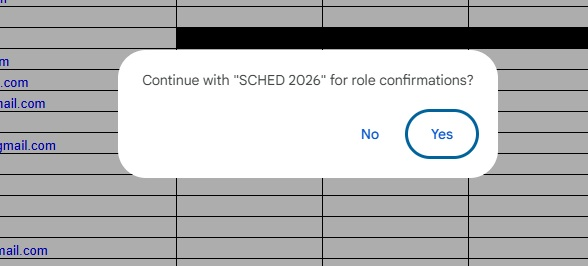 m
.com
mail.com
gmail.com
mail.com
Continue with "SCHED 2026" for role confirmations?
No
Yes